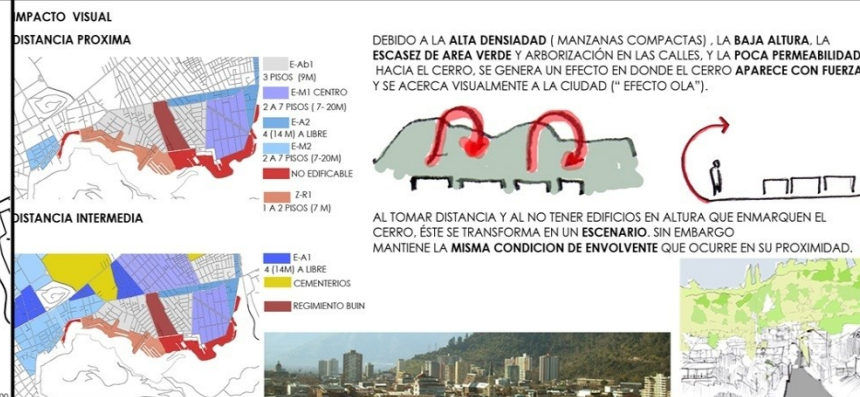 IMPACTO VISUAL
DISTANCIA PROXIMA
E-Ab1
3 PISOS (9M)
E-M1 CENTRO
2 A 7 PISOS ( 7- 20M)
E-A2
4 (14 M) A LIBRE
E-M2
2 A 7 PISOS (7-20M)
NO EDIFICABLE
Z-R1
1 A 2 PISOS (7 M)
DISTANCIA INTERMEDIA
E-A1
4 (14M) A LIBRE
CEMENTERIOS
REGIMIENTO BUIN
DEBIDO A LA ALTA DENSIADAD ( MANZANAS COMPACTAS) , LA BAJA ALTURA, LA
ESCASEZ DE AREA VERDE Y ARBORIZACIÓN EN LAS CALLES, Y LA POCA PERMEABILIDAD
HACIA EL CERRO, SE GENERA UN EFECTO EN DONDE EL CERRO APARECE CON FUERZA
Y SE ACERCA VISUALMENTE A LA CIUDAD (" EFECTO OLA").
AL TOMAR DISTANCIA Y AL NO TENER EDIFICIOS EN ALTURA QUE ENMARQUEN EL
CERRO, ÉSTE SE TRANSFORMA EN UN ESCENARIO. SIN EMBARGO
MANTIENE LA MISMA CONDICION DE ENVOLVENTE QUE OCURRE EN SU PROXIMIDAD.